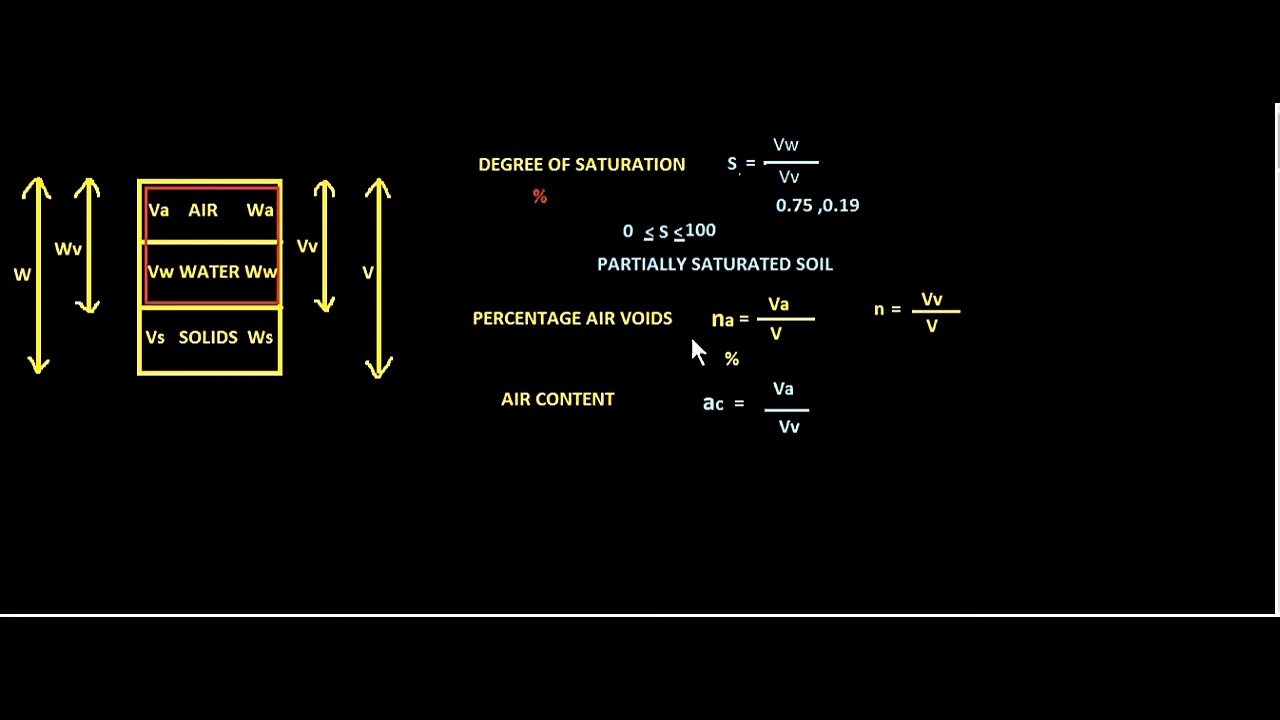 W
Wv
Va AIR Wa
Vw WATER Ww
Vs SOLIDS Ws
Vv
V
DEGREE OF SATURATION S = Vw
Vv
%
0.75 ,0.19
0 ≤ S ≤100
PARTIALLY SATURATED SOIL
PERCENTAGE AIR VOIDS na = Va
V
n = Vv
V
%
AIR CONTENT ac = Va
Vv